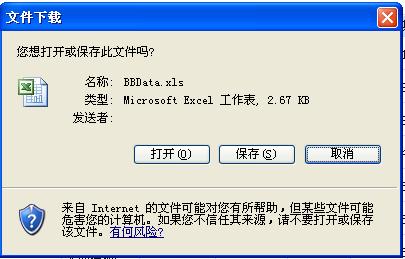 文件下载
您想打开或保存此文件吗?
名称: BBData.xls
类型: Microsoft Excel 工作表, 2.67 KB
发送者:
打开(O) 保存(S) 取消
来自 Internet 的文件可能对您有所帮助,但某些文件可能
危害您的计算机。如果您不信任其来源,请不要打开或保存
该文件。有何风险?